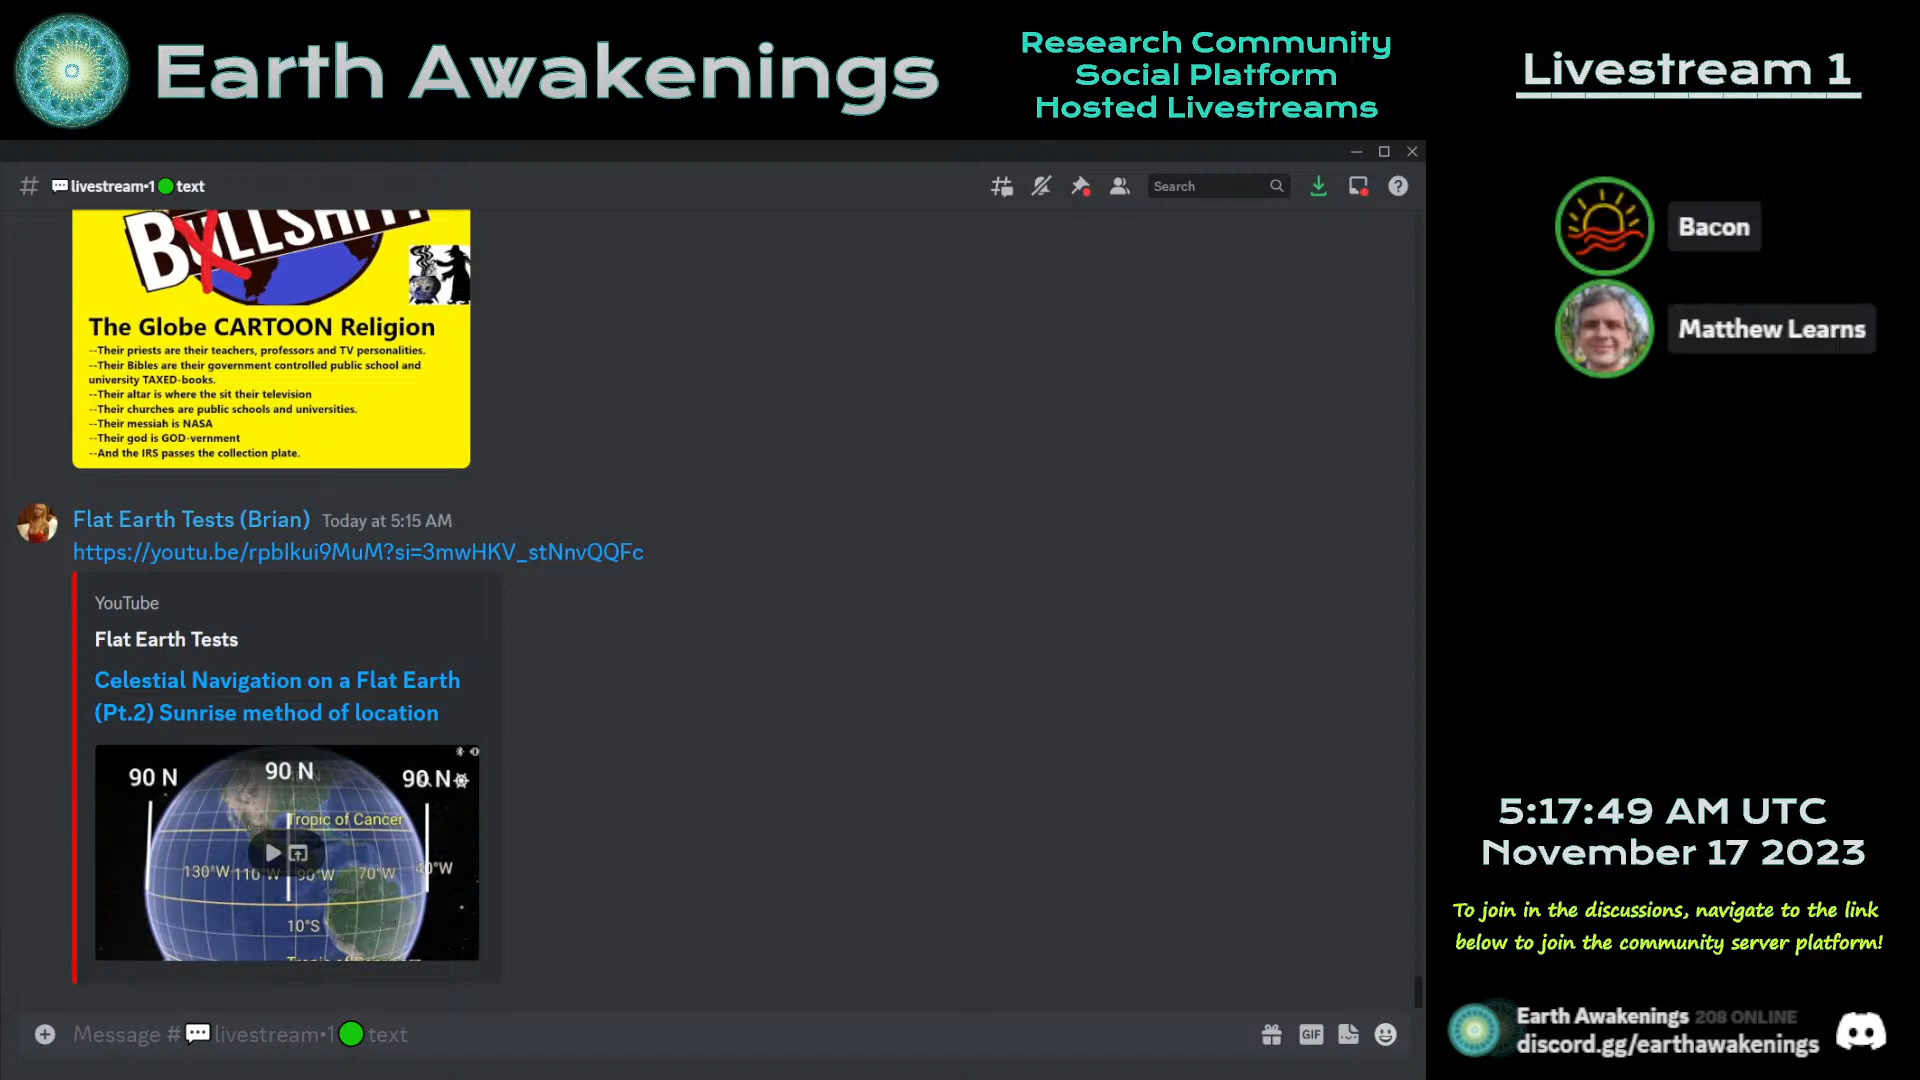 Earth Awakenings
Research Community
Social Platform
Hosted Livestreams
Livestream 1
livestream•1 text
Search
BULLSHIT!
The Globe CARTOON Religion
--Their priests are their teachers, professors and TV personalities.
--Their Bibles are their government controlled public school and
university TAXED-books.
--Their altar is where the sit their television
--Their churches are public schools and universities.
--Their messiah is NASA
--Their god is GOD-vernment
--And the IRS passes the collection plate.
Flat Earth Tests (Brian) Today at 5:15 AM
https://youtu.be/rpbIkui9MuM?si=3mwHKV_stNnvQQFc
YouTube
Flat Earth Tests
Celestial Navigation on a Flat Earth
(Pt.2) Sunrise method of location
90 N 90 N 90 N
Tropic of Cancer
130°W 110°W 90°W 70°W
10°S
Message # livestream•1 text
GIF
Bacon
Matthew Learns
5:17:49 AM UTC
November 17 2023
To join in the discussions, navigate to the link
below to join the community server platform!
Earth Awakenings 208 ONLINE
discord.gg/earthawakenings